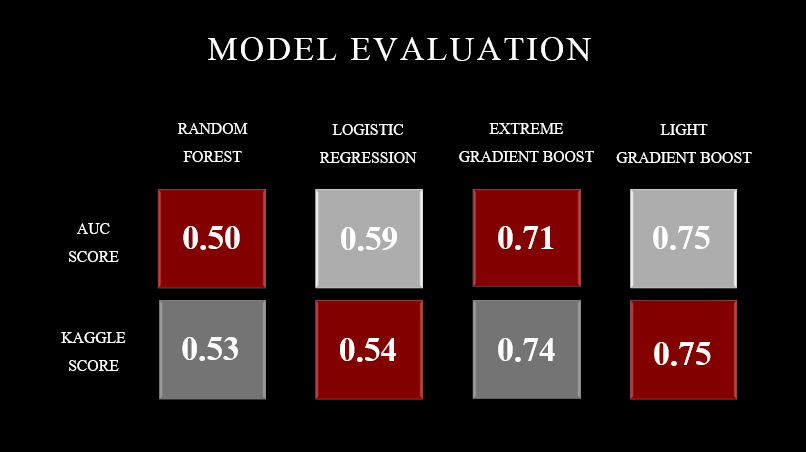 MODEL EVALUATION
RANDOM
FOREST
LOGISTIC
REGRESSION
EXTREME
GRADIENT BOOST
LIGHT
GRADIENT BOOST
AUC
SCORE
0.50
0.59
0.71
0.75
KAGGLE
SCORE
0.53
0.54
0.74
0.75